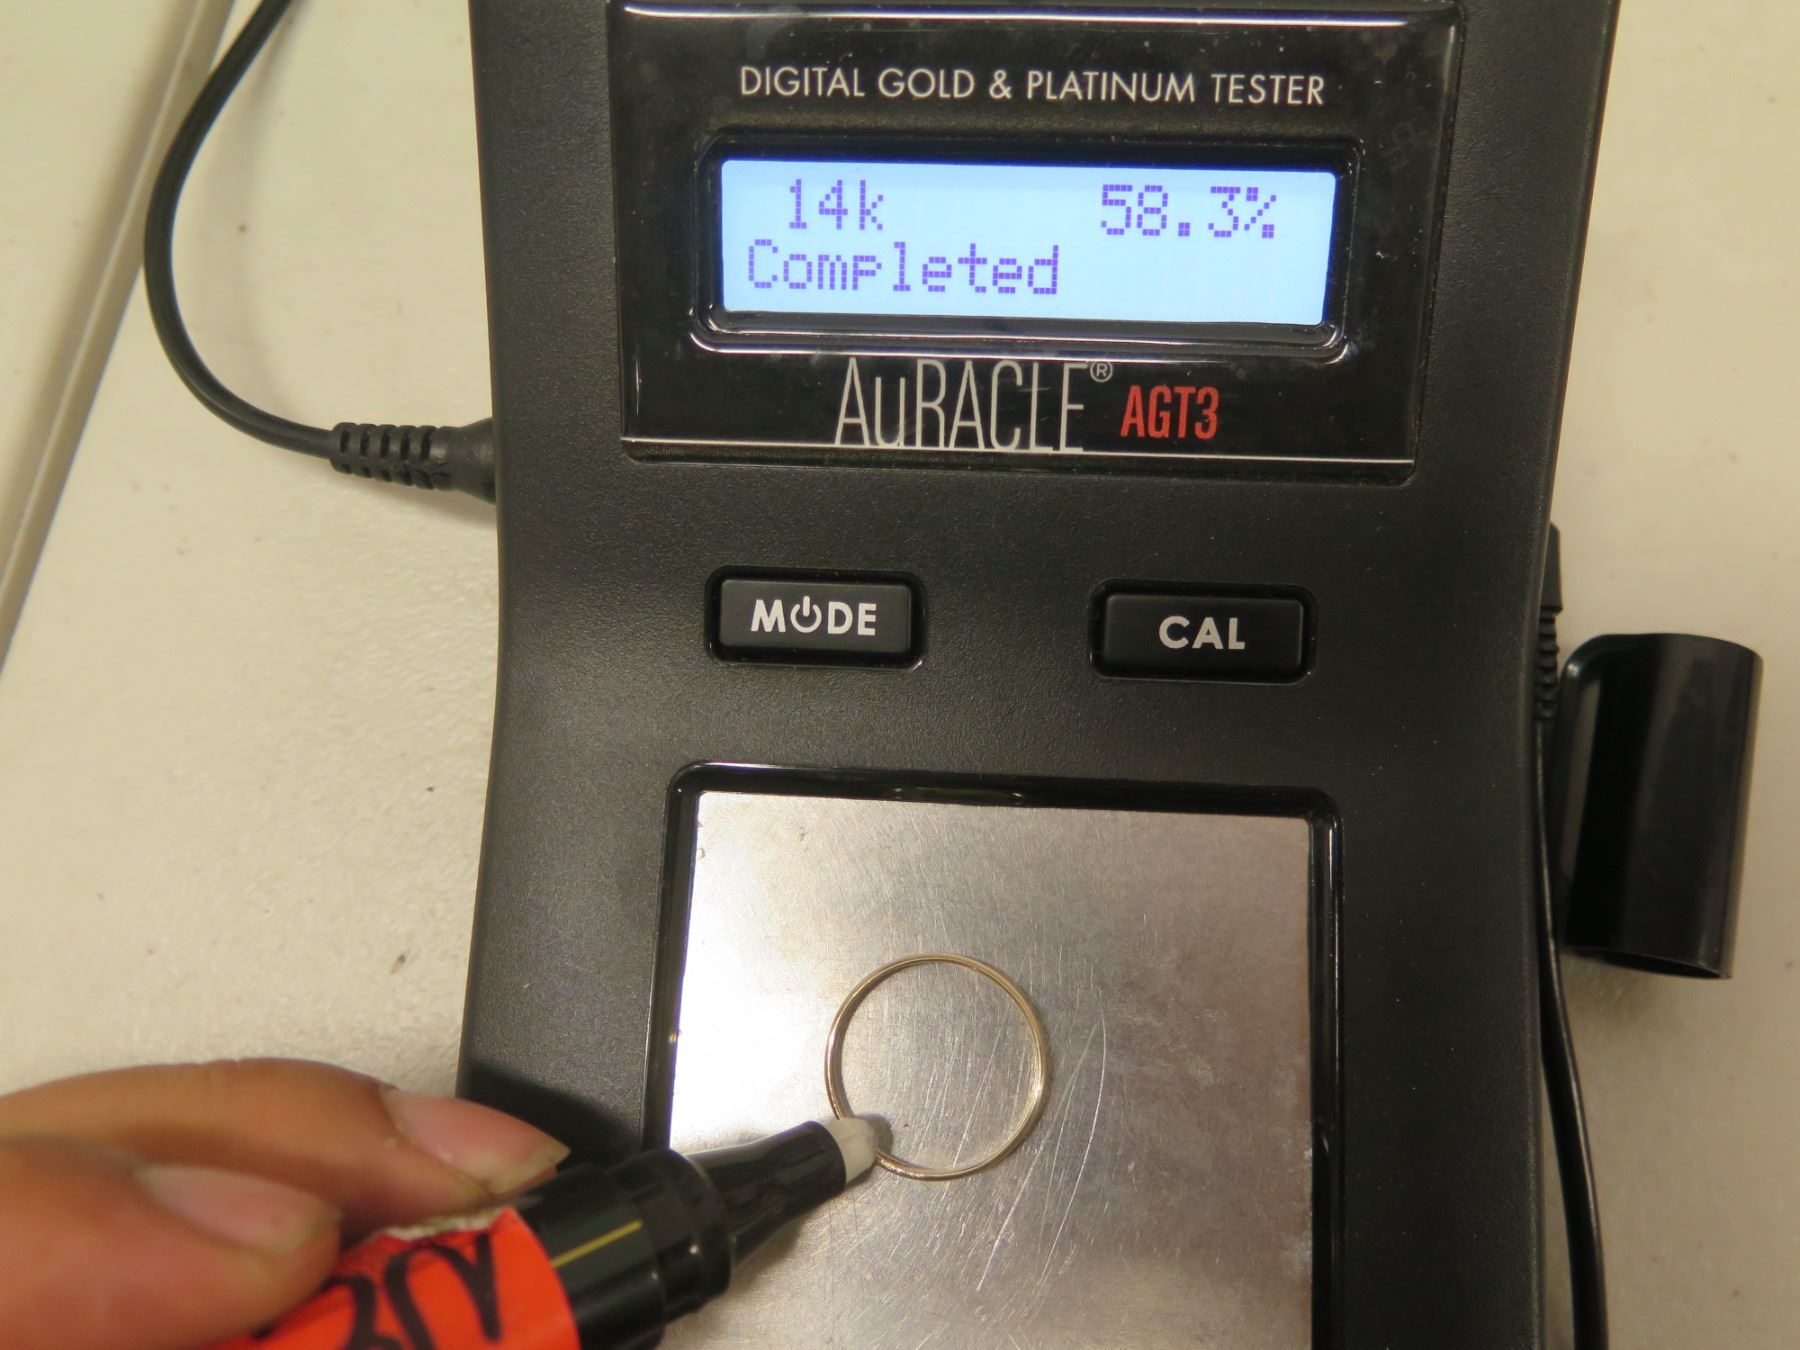 DIGITAL GOLD & PLATINUM TESTER
14k 58.3%
Completed
AuRACLE® AGT3
MODE CAL